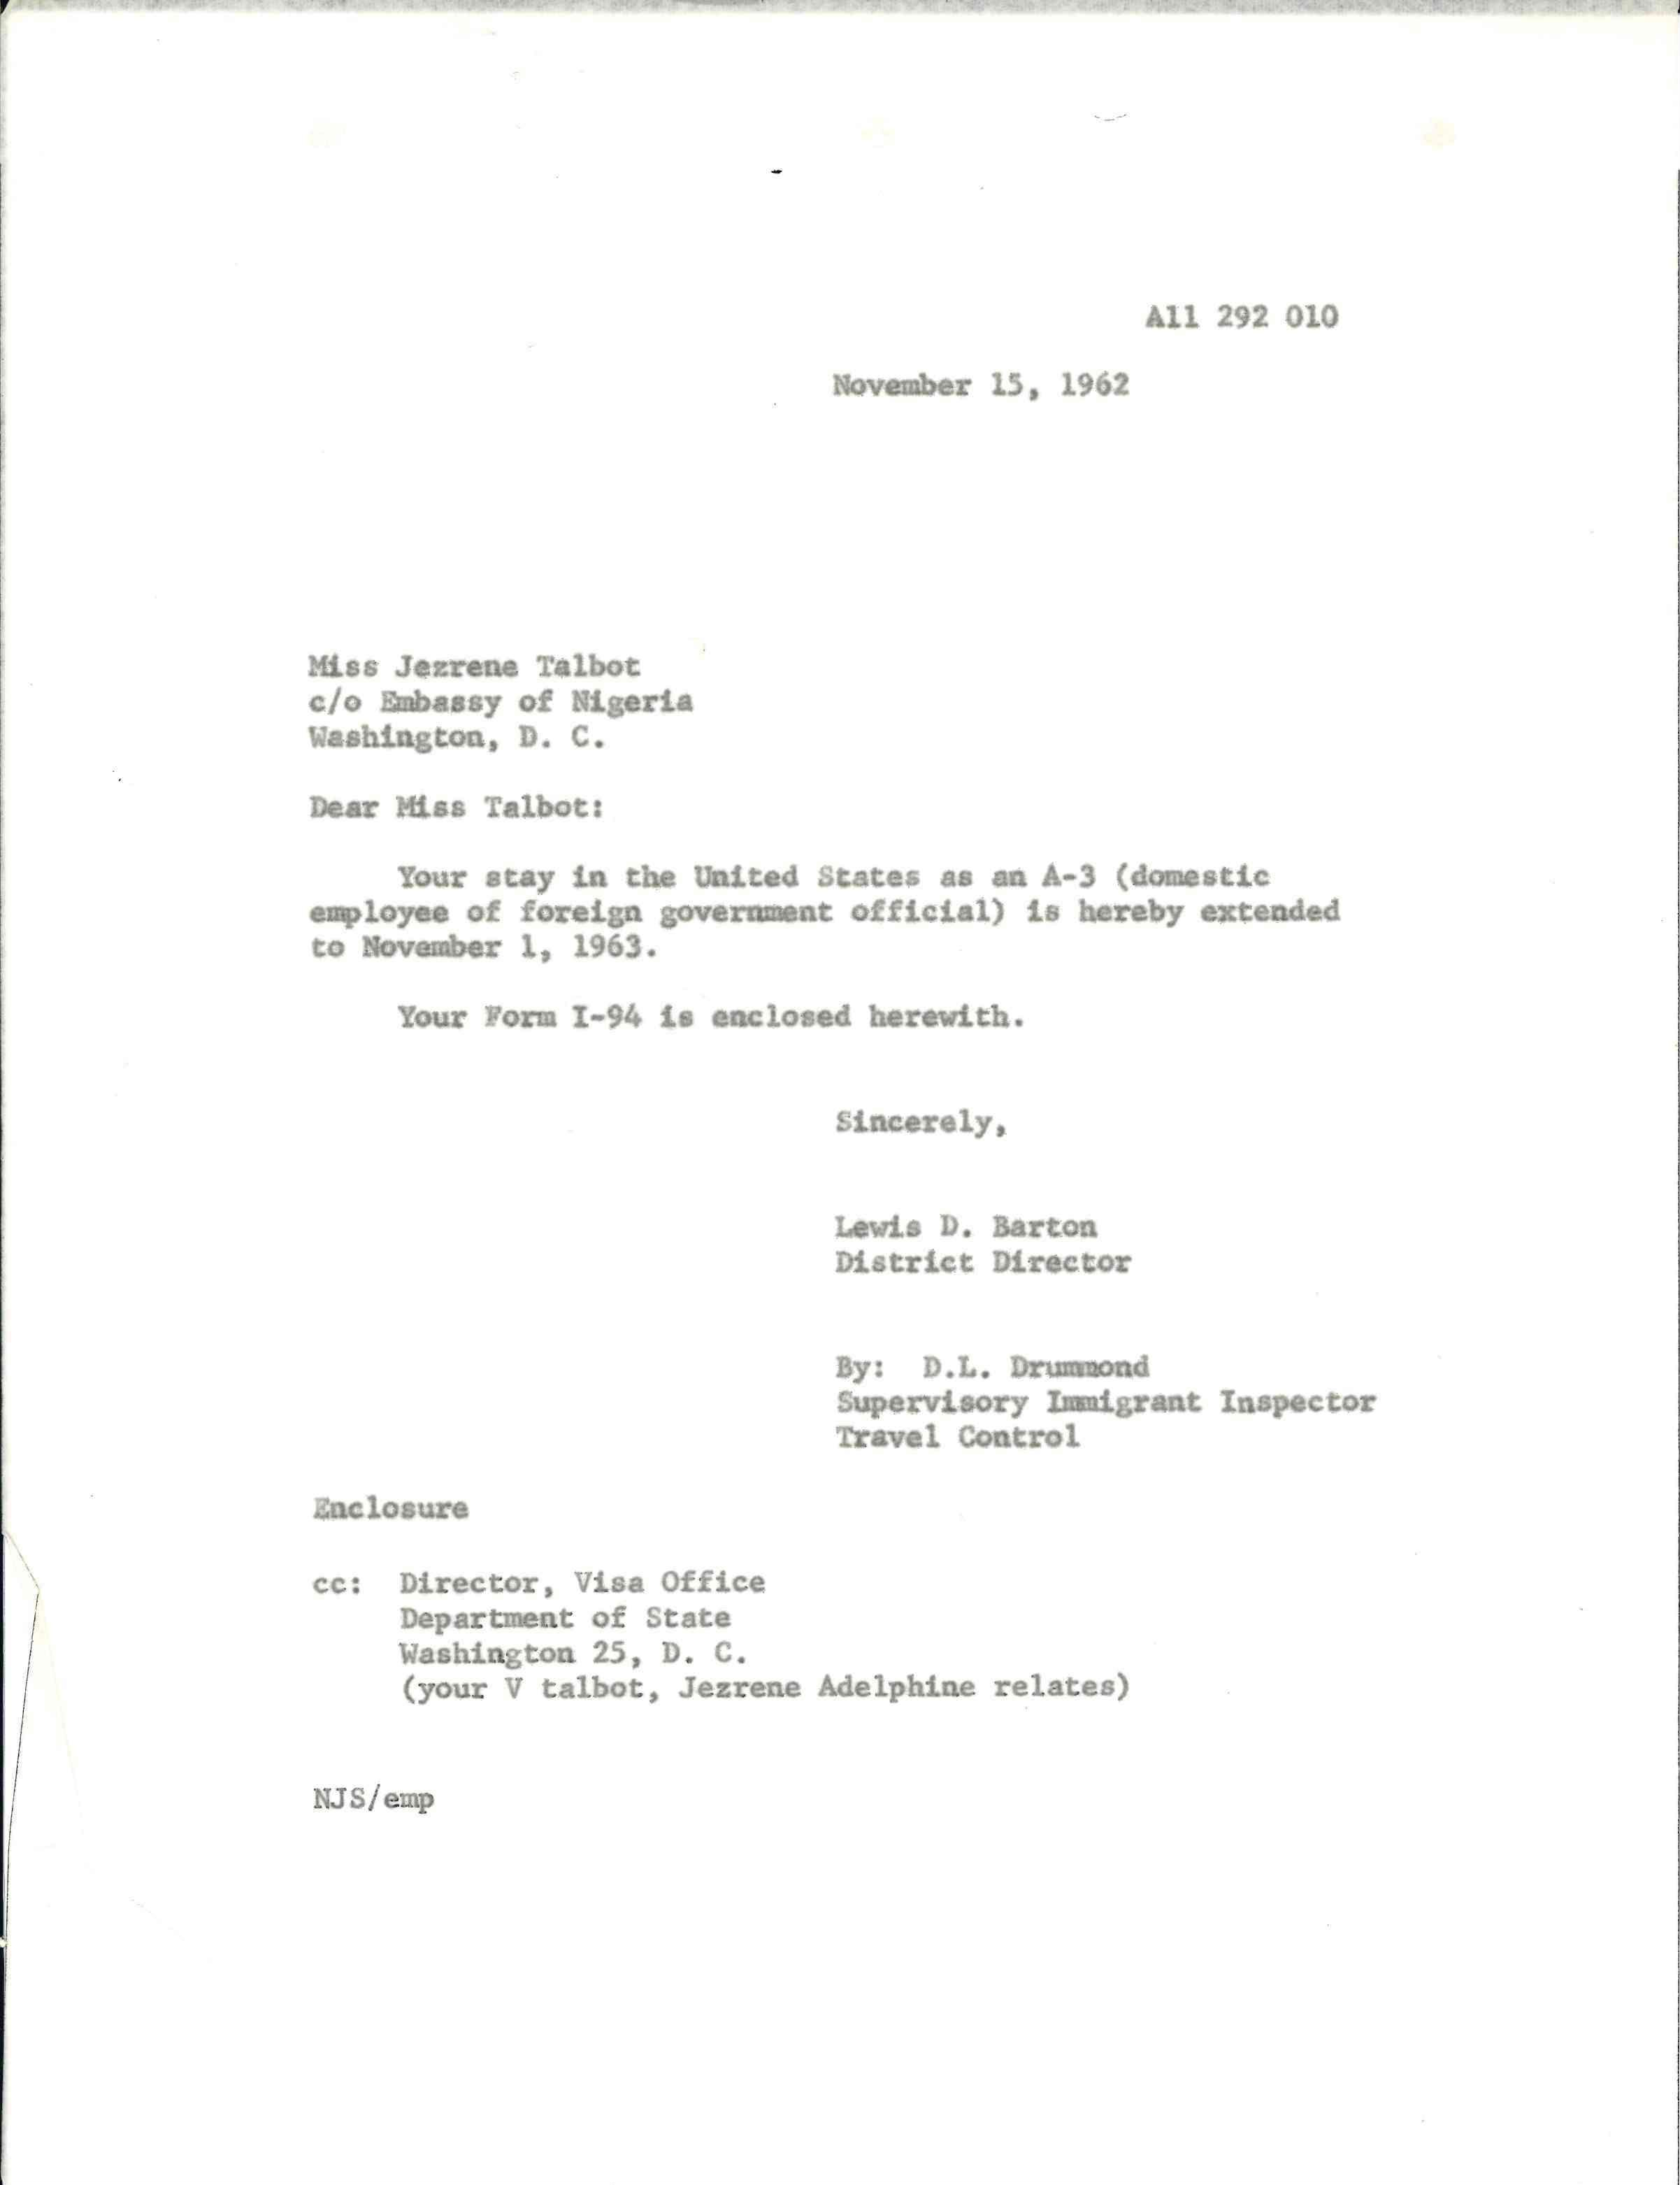 A11 292 010
November 15, 1962
Miss Jezrene Talbot
c/o Embassy of Nigeria
Washington, D. C.
Dear Miss Talbot:
Your stay in the United States as an A-3 (domestic
employee of foreign government official) is hereby extended
to November 1, 1963.
Your Form I-94 is enclosed herewith.
Sincerely,
Lewis D. Barton
District Director
By: D.L. Drummond
Supervisory Immigrant Inspector
Travel Control
Enclosure
cc: Director, Visa Office
Department of State
Washington 25, D. C.
(your V talbot, Jezrene Adelphine relates)
NJS/emp